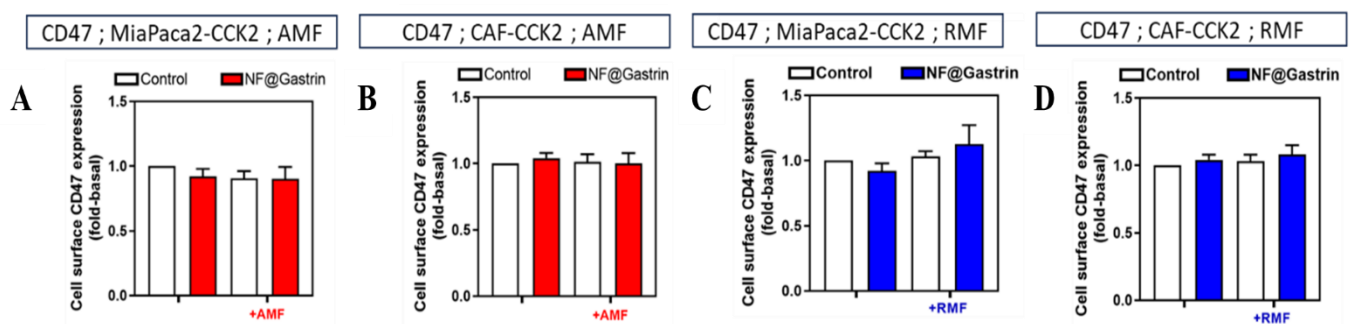 CD47 ; MiaPaca2-CCK2 ; AMF
A
Control NF@Gastrin
Cell surface CD47 expression
(fold-basal)
1.5
1.0
0.5
0.0
+AMF
CD47 ; CAF-CCK2 ; AMF
B
Control NF@Gastrin
Cell surface CD47 expression
(fold-basal)
1.5
1.0
0.5
0.0
+AMF
CD47 ; MiaPaca2-CCK2 ; RMF
C
Control NF@Gastrin
Cell surface CD47 expression
(fold-basal)
1.5
1.0
0.5
0.0
+RMF
CD47 ; CAF-CCK2 ; RMF
D
Control NF@Gastrin
Cell surface CD47 expression
(fold-basal)
1.5
1.0
0.5
0.0
+RMF